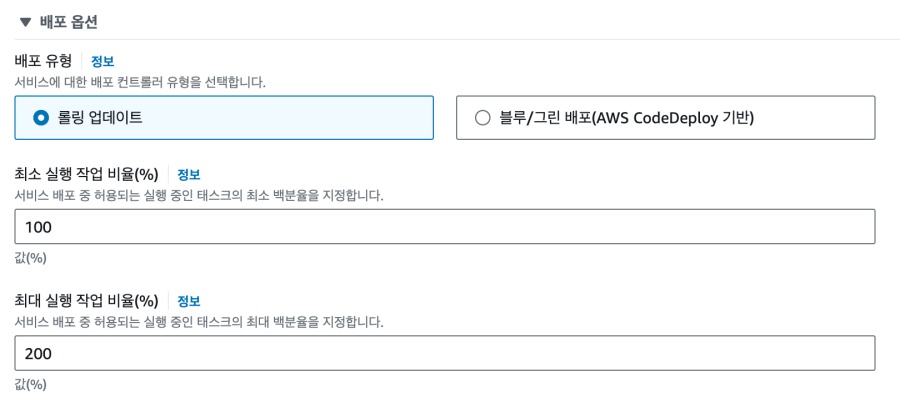 ▼ 배포 옵션
배포 유형 정보
서비스에 대한 배포 컨트롤러 유형을 선택합니다.
롤링 업데이트
블루/그린 배포(AWS CodeDeploy 기반)
최소 실행 작업 비율(%) 정보
서비스 배포 중 허용되는 실행 중인 태스크의 최소 백분율을 지정합니다.
100
값(%)
최대 실행 작업 비율(%) 정보
서비스 배포 중 허용되는 실행 중인 태스크의 최대 백분율을 지정합니다.
200
값(%)